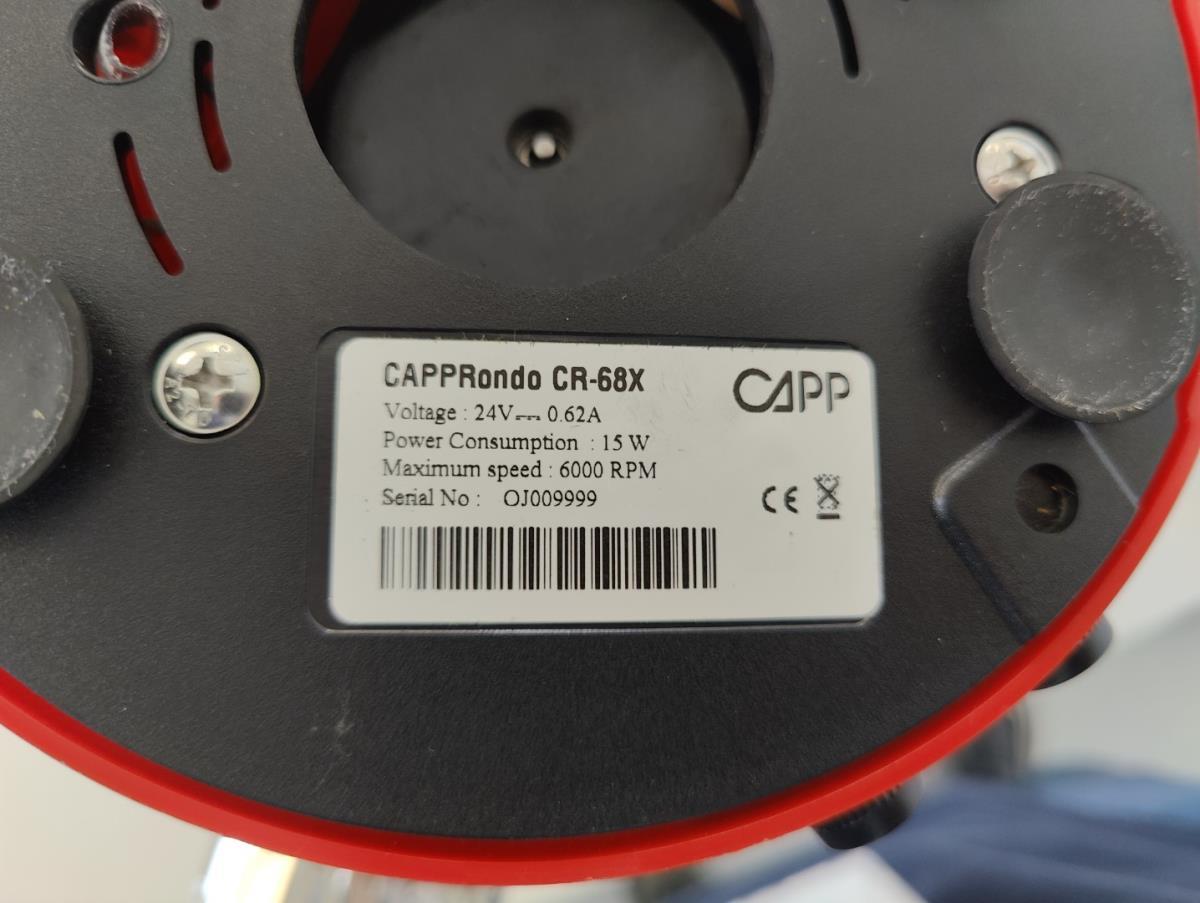 CAPPRondo CR-68X
CAPP
Voltage : 24V⎓ 0.62A
Power Consumption : 15 W
Maximum speed : 6000 RPM
Serial No : OJ009999
CE